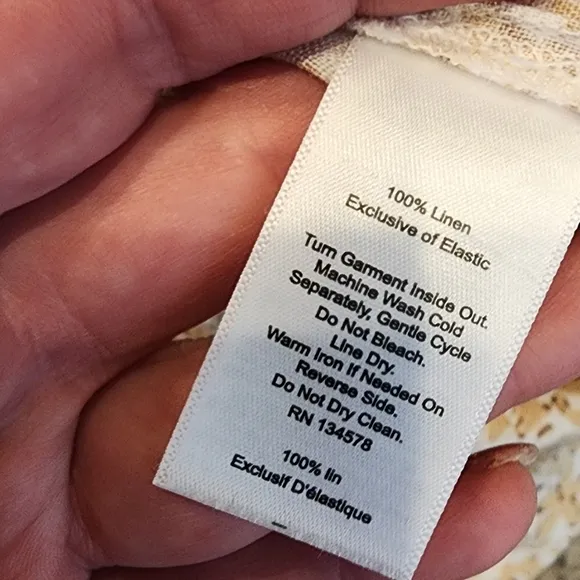 100% Linen
Exclusive of Elastic
Turn Garment Inside Out.
Machine Wash Cold
Separately, Gentle Cycle
Do Not Bleach.
Line Dry.
Warm Iron If Needed On
Reverse Side.
Do Not Dry Clean.
RN 134578
100% lin
Exclusif D'élastique